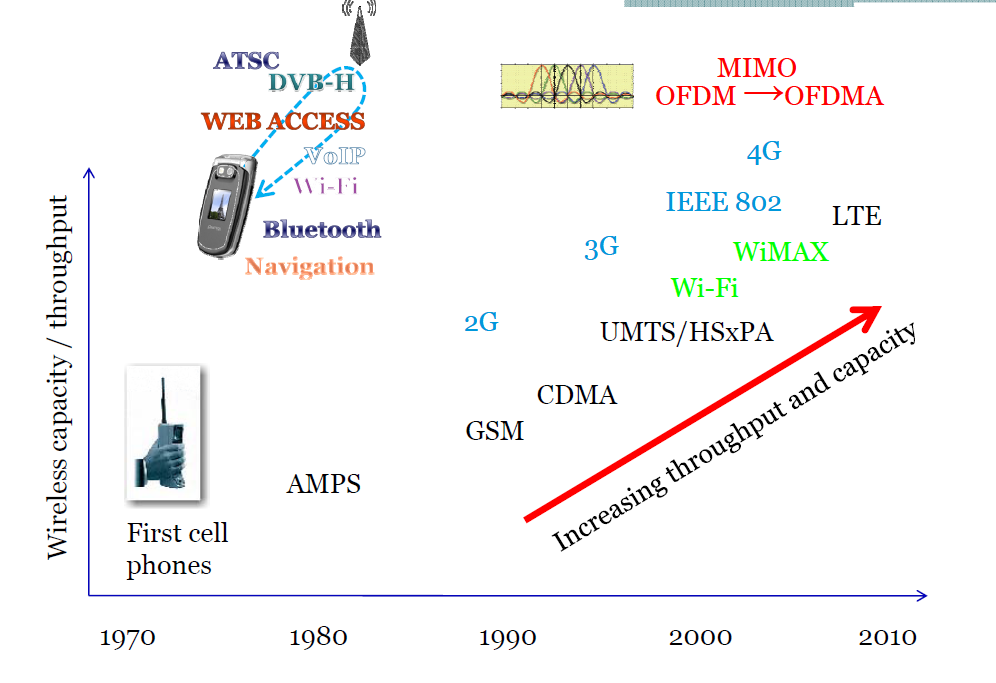 ATSC
DVB-H
WEB ACCESS
VoIP
Wi-Fi
Bluetooth
Navigation
MIMO
OFDM → OFDMA
4G
IEEE 802
LTE
3G
WiMAX
Wi-Fi
2G
UMTS/HSxPA
CDMA
GSM
AMPS
First cell
phones
Increasing throughput and capacity
Wireless capacity / throughput
1970 1980 1990 2000 2010